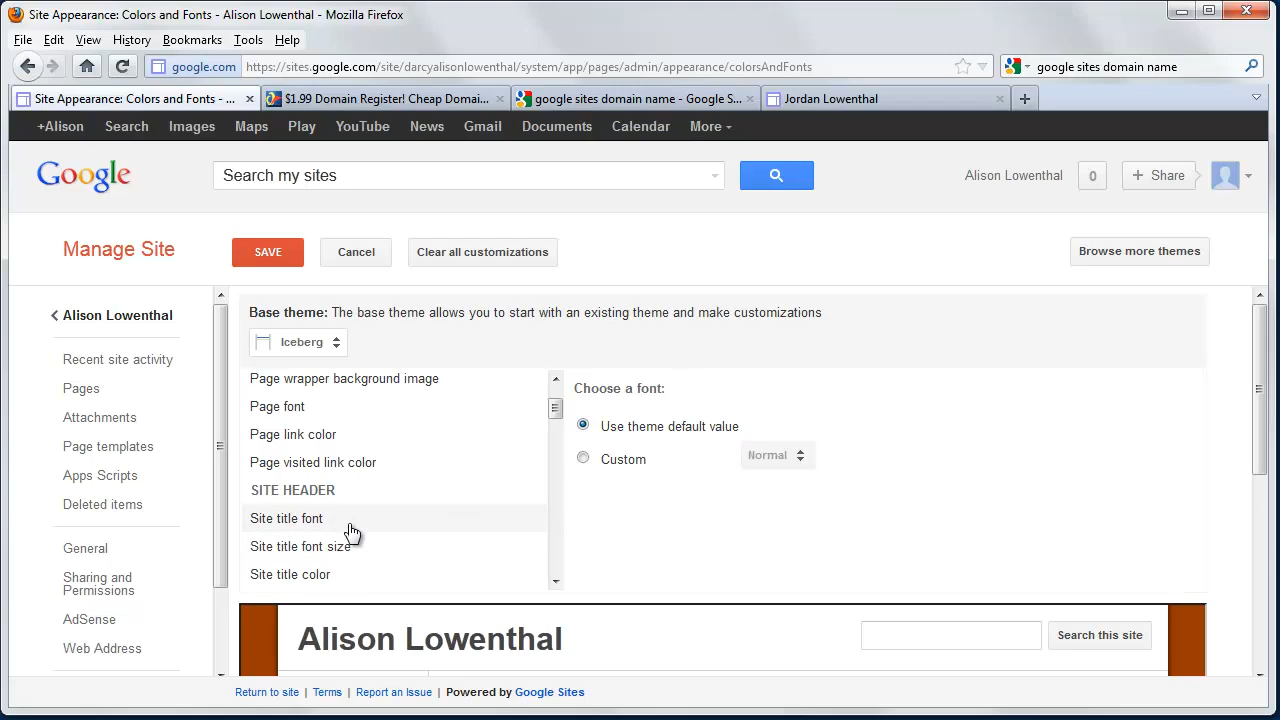 Site Appearance: Colors and Fonts - Alison Lowenthal - Mozilla Firefox
File Edit View History Bookmarks Tools Help
google.com https://sites.google.com/site/darcyalisonlowenthal/system/app/pages/admin/appearance/colorsAndFonts google sites domain name
Site Appearance: Colors and Fonts - ... $1.99 Domain Register! Cheap Domai... google sites domain name - Google S... Jordan Lowenthal
+Alison Search Images Maps Play YouTube News Gmail Documents Calendar More
Google Search my sites Alison Lowenthal 0 + Share
Manage Site SAVE Cancel Clear all customizations Browse more themes
Alison Lowenthal
Recent site activity
Pages
Attachments
Page templates
Apps Scripts
Deleted items
General
Sharing and
Permissions
AdSense
Web Address
Base theme: The base theme allows you to start with an existing theme and make customizations
Iceberg
Page wrapper background image
Page font
Page link color
Page visited link color
SITE HEADER
Site title font
Site title font size
Site title color
Choose a font:
Use theme default value
Custom Normal
Alison Lowenthal Search this site
Return to site | Terms | Report an Issue | Powered by Google Sites